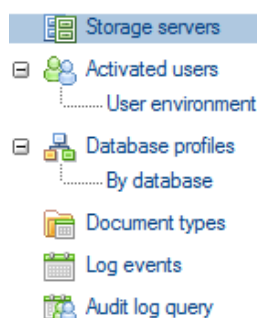 Storage servers
Activated users
User environment
Database profiles
By database
Document types
Log events
Audit log query